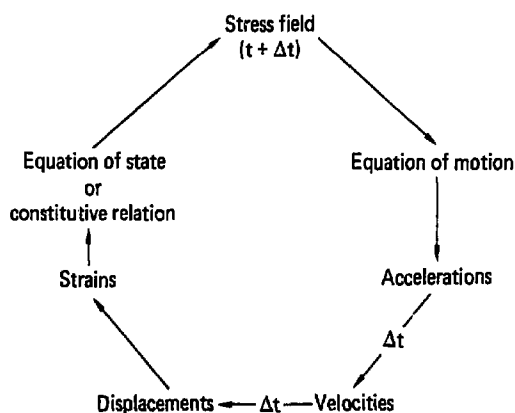 Stress field
(t + Δt)
Equation of motion
Accelerations
Δt
Velocities
Δt
Displacements
Strains
Equation of state
or
constitutive relation